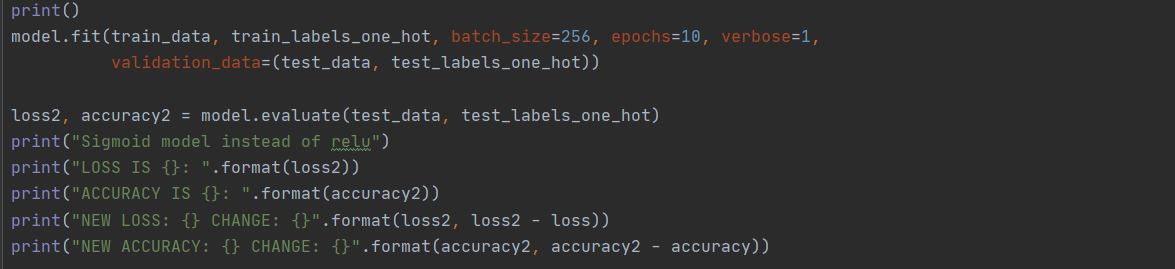 print()
model.fit(train_data, train_labels_one_hot, batch_size=256, epochs=10, verbose=1,
          validation_data=(test_data, test_labels_one_hot))

loss2, accuracy2 = model.evaluate(test_data, test_labels_one_hot)
print("Sigmoid model instead of relu")
print("LOSS IS {}: ".format(loss2))
print("ACCURACY IS {}: ".format(accuracy2))
print("NEW LOSS: {} CHANGE: {}".format(loss2, loss2 - loss))
print("NEW ACCURACY: {} CHANGE: {}".format(accuracy2, accuracy2 - accuracy))